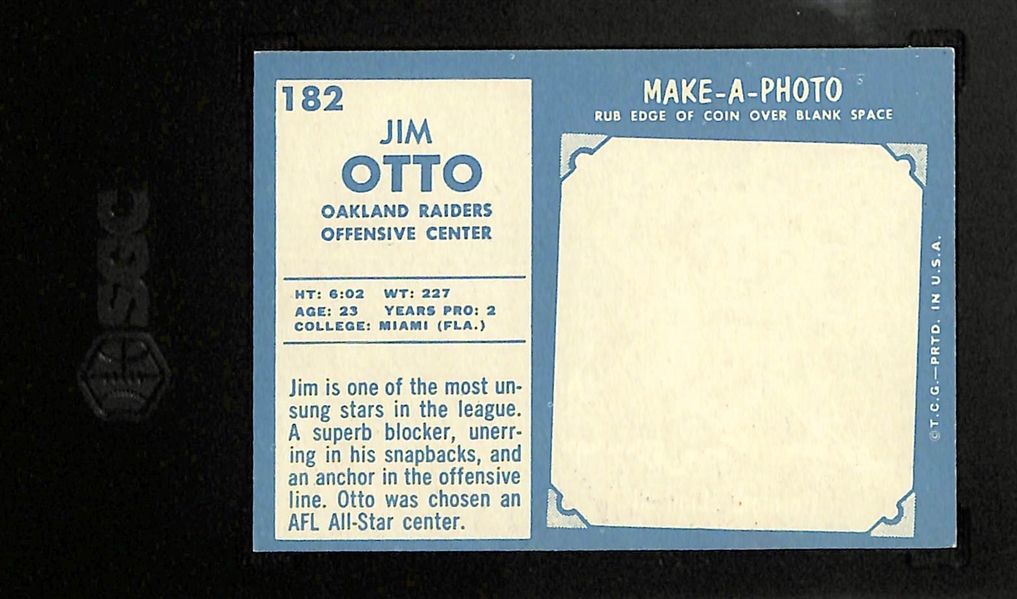 182
JIM
OTTO
OAKLAND RAIDERS
OFFENSIVE CENTER
HT: 6:02 WT: 227
AGE: 23 YEARS PRO: 2
COLLEGE: MIAMI (FLA.)
Jim is one of the most un-
sung stars in the league.
A superb blocker, unerr-
ing in his snapbacks, and
an anchor in the offensive
line. Otto was chosen an
AFL All-Star center.
MAKE-A-PHOTO
RUB EDGE OF COIN OVER BLANK SPACE
©T.C.G.—PRTD. IN U.S.A.
SGC